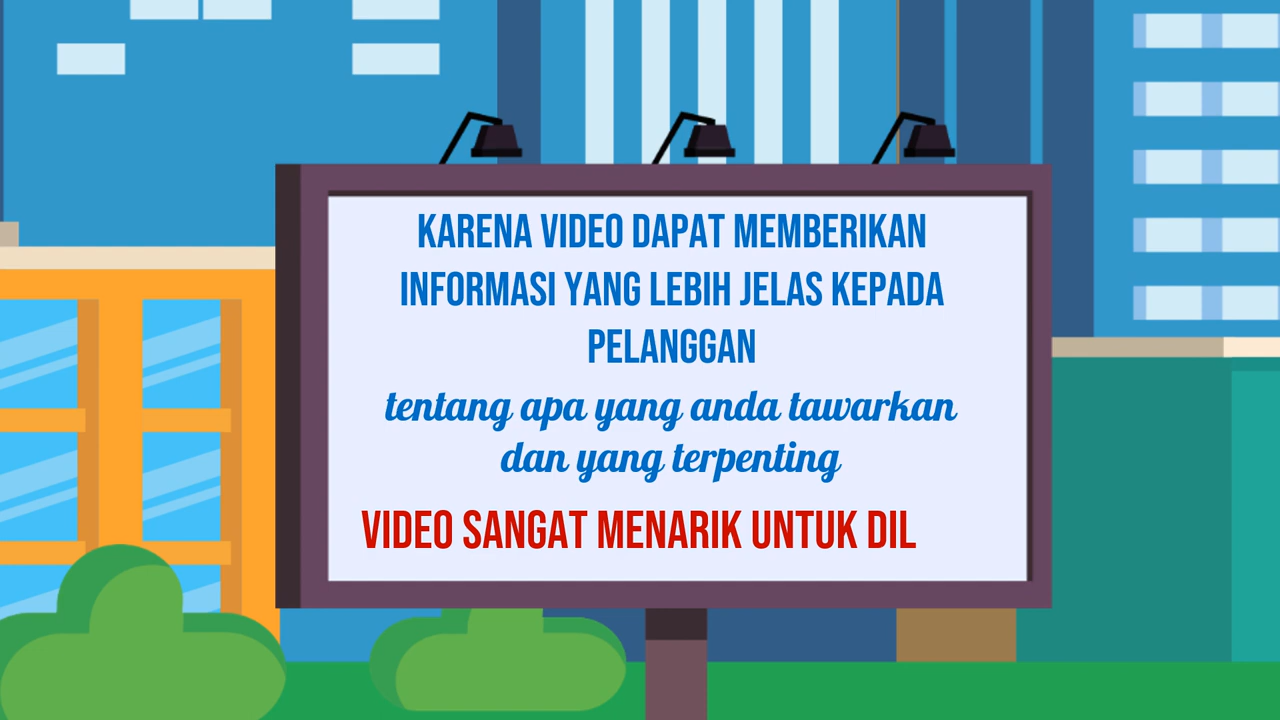 KARENA VIDEO DAPAT MEMBERIKAN
INFORMASI YANG LEBIH JELAS KEPADA
PELANGGAN
tentang apa yang anda tawarkan
dan yang terpenting
VIDEO SANGAT MENARIK UNTUK DIL